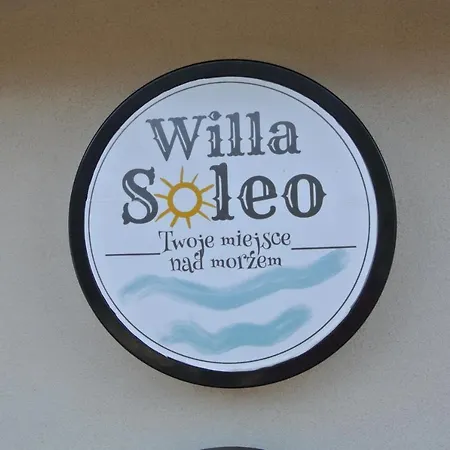 Willa
Soleo
Twoje miejsce
nad morzem